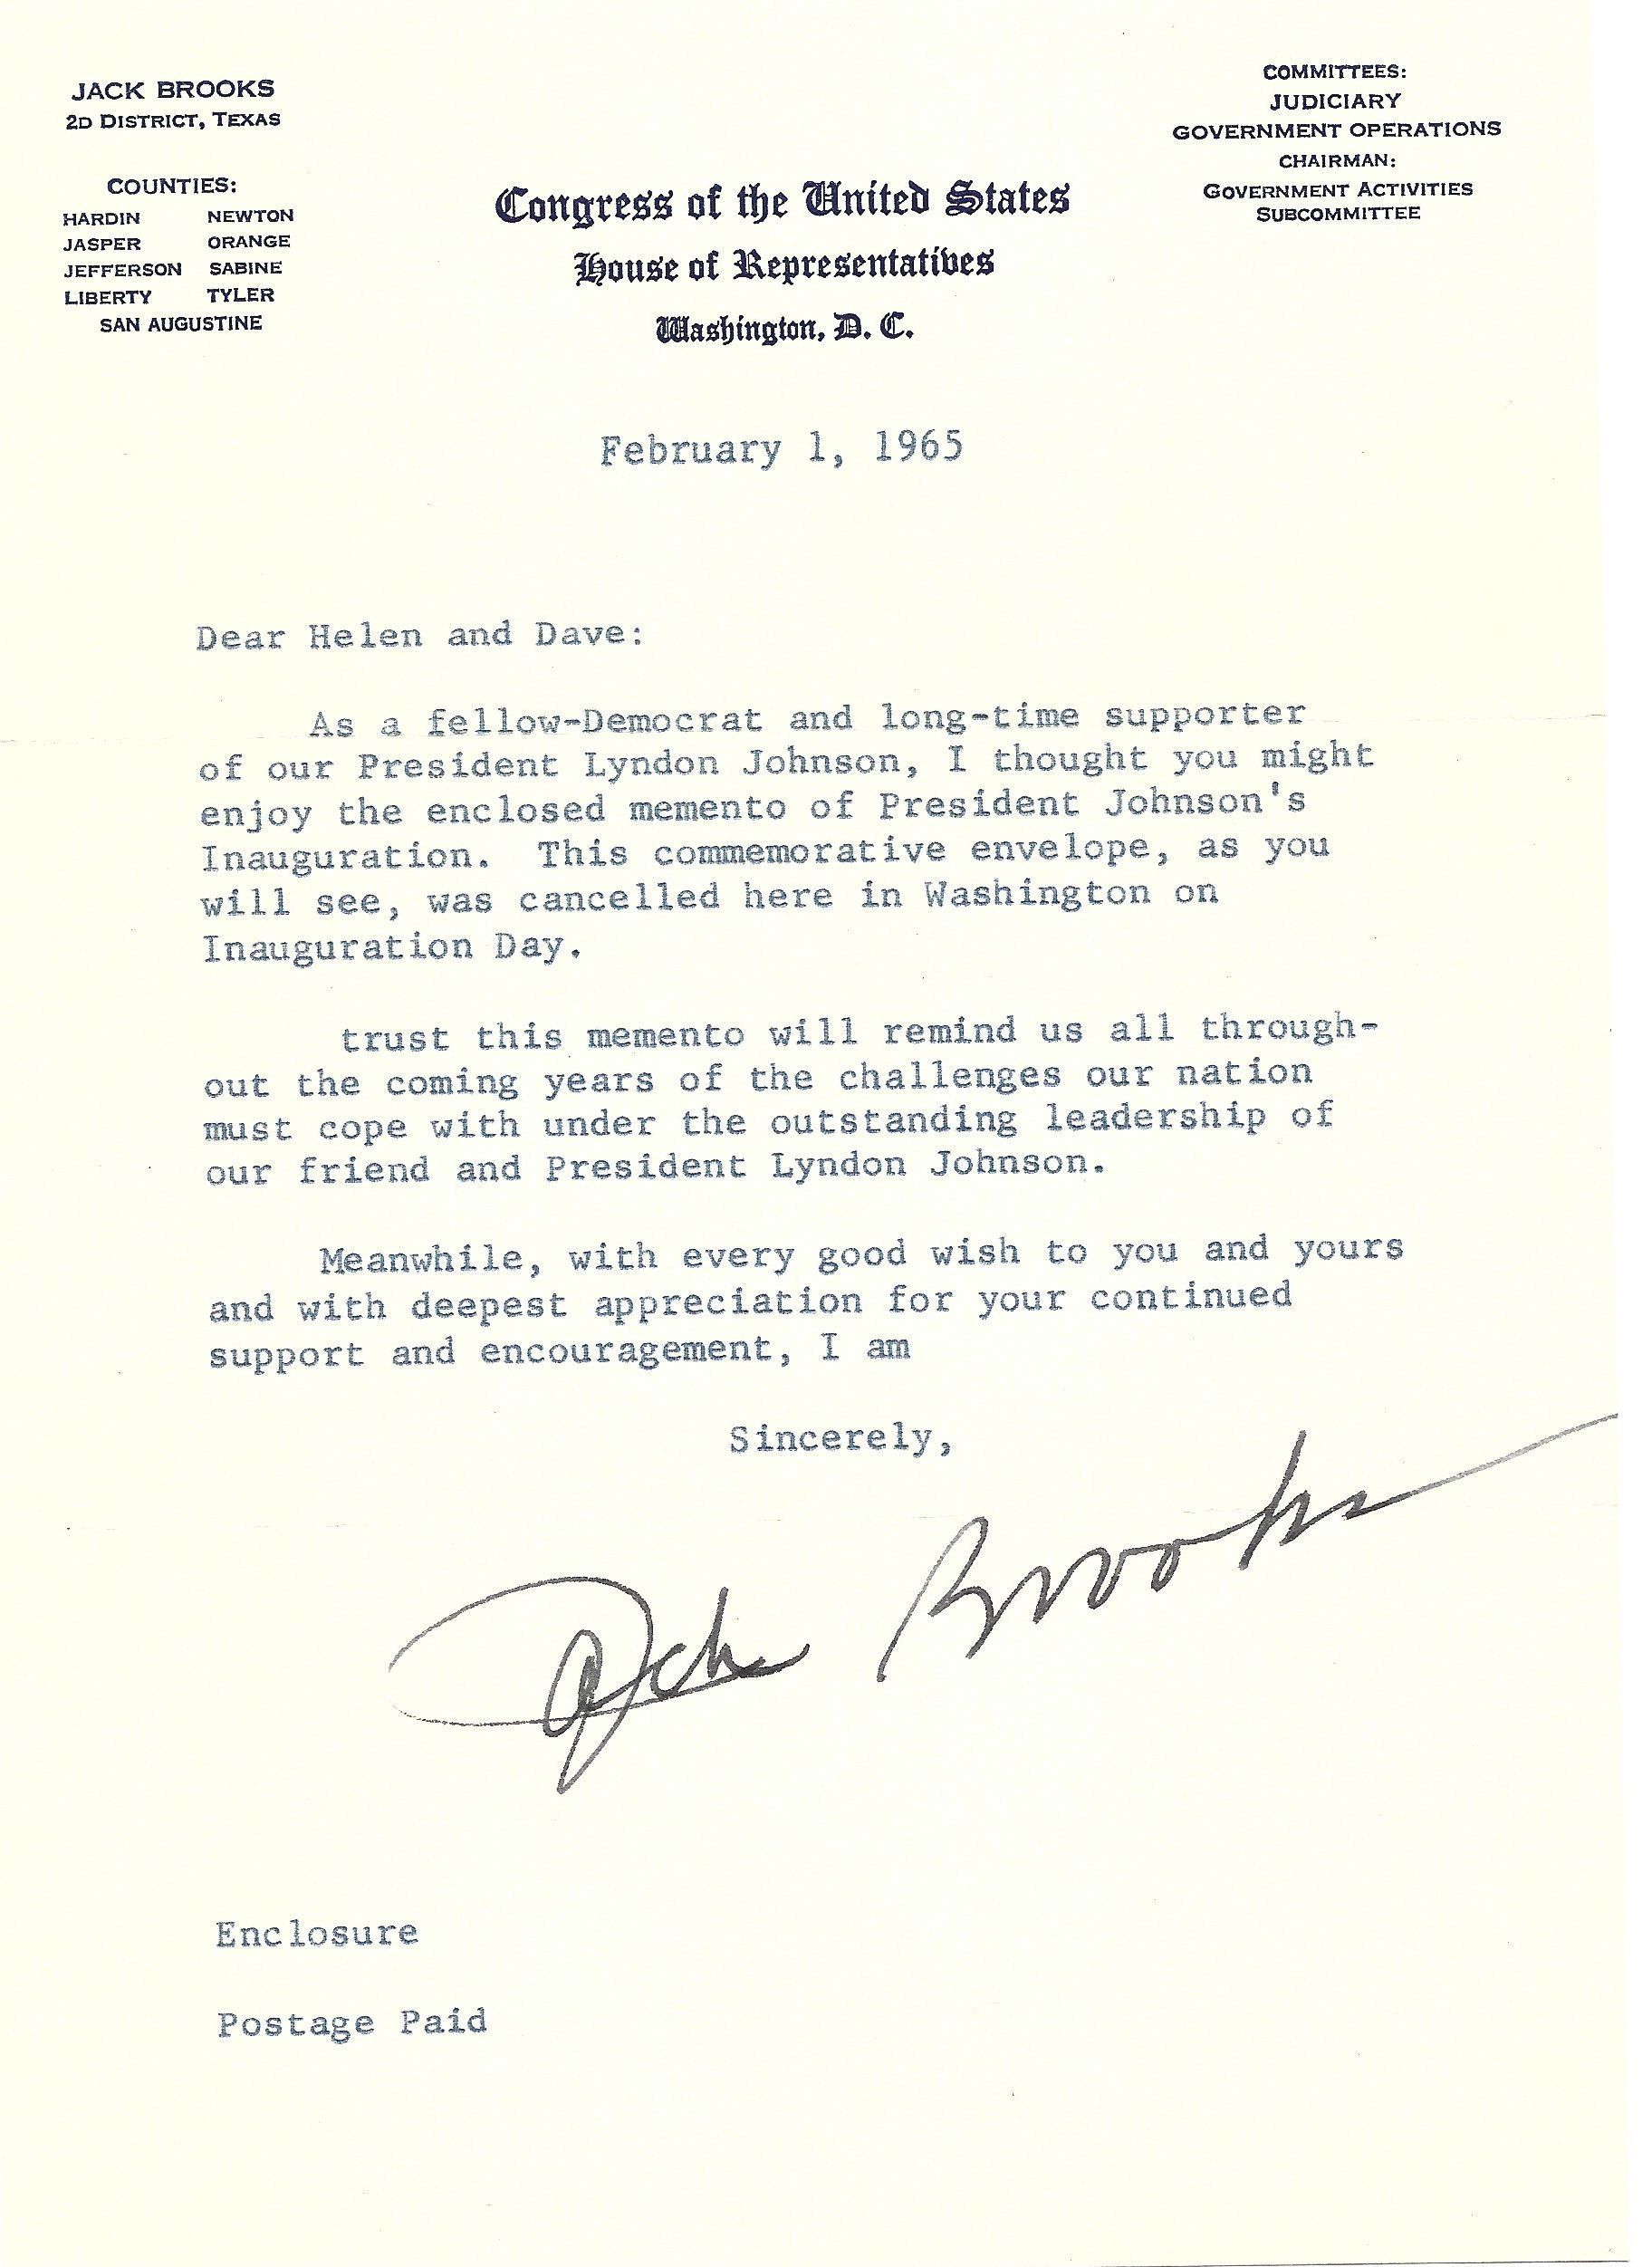 JACK BROOKS
2D DISTRICT, TEXAS
COUNTIES:
HARDIN NEWTON
JASPER ORANGE
JEFFERSON SABINE
LIBERTY TYLER
SAN AUGUSTINE
COMMITTEES:
JUDICIARY
GOVERNMENT OPERATIONS
CHAIRMAN:
GOVERNMENT ACTIVITIES
SUBCOMMITTEE
Congress of the United States
House of Representatives
Washington, D. C.
February 1, 1965
Dear Helen and Dave:
As a fellow-Democrat and long-time supporter
of our President Lyndon Johnson, I thought you might
enjoy the enclosed memento of President Johnson's
Inauguration. This commemorative envelope, as you
will see, was cancelled here in Washington on
Inauguration Day.
trust this memento will remind us all through-
out the coming years of the challenges our nation
must cope with under the outstanding leadership of
our friend and President Lyndon Johnson.
Meanwhile, with every good wish to you and yours
and with deepest appreciation for your continued
support and encouragement, I am
Sincerely,
Jack Brooks
Enclosure
Postage Paid